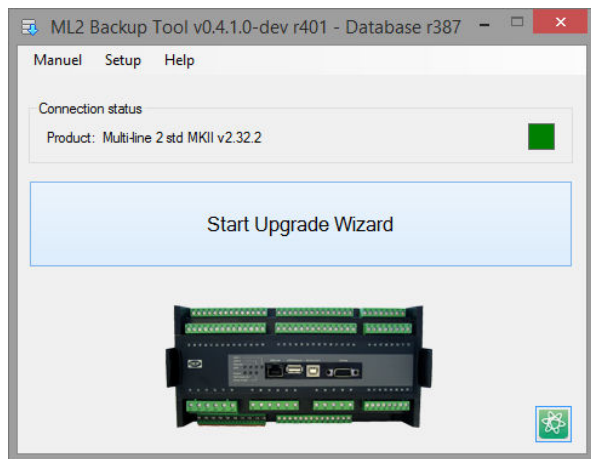 ML2 Backup Tool v0.4.1.0-dev r401 - Database r387
Manuel Setup Help
Connection status
Product: Multi-line 2 std MKII v2.32.2
Start Upgrade Wizard